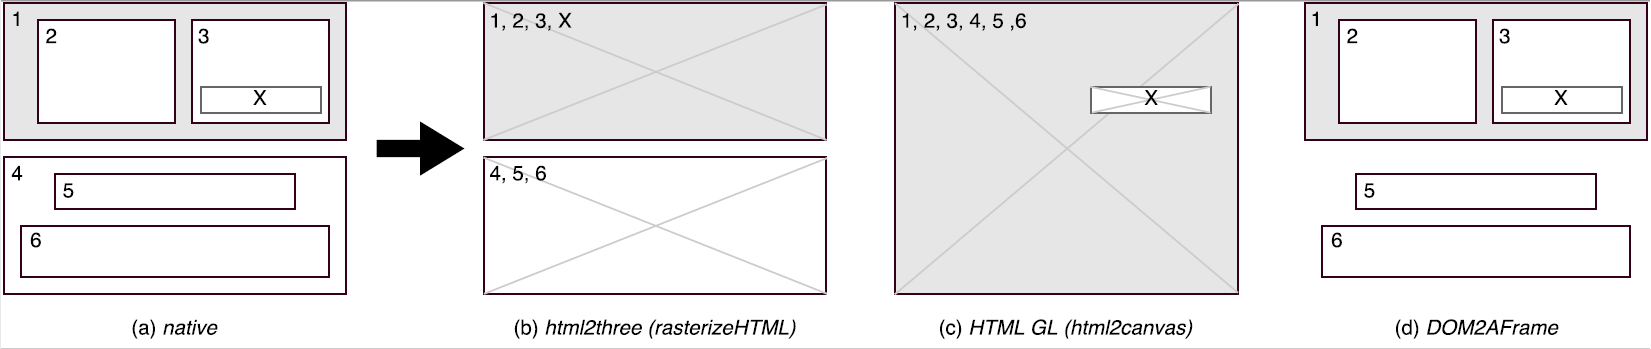 1
2
3
X
4
5
6
(a) native
1, 2, 3, X
4, 5, 6
(b) html2three (rasterizeHTML)
1, 2, 3, 4, 5 ,6
X
(c) HTML GL (html2canvas)
1
2
3
X
5
6
(d) DOM2AFrame